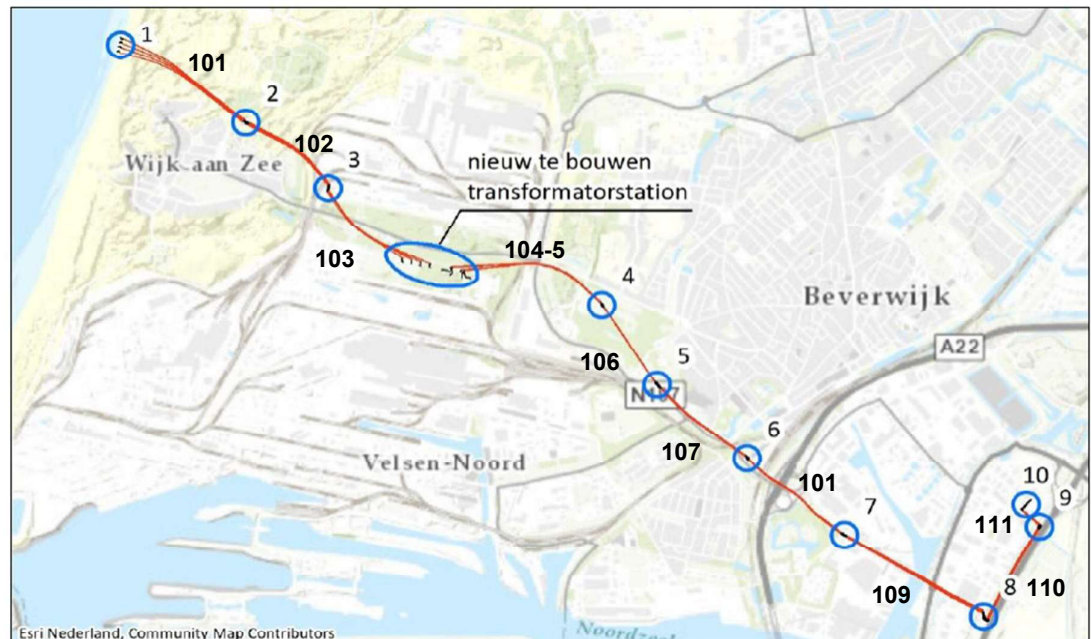 1
101
2
102
Wijk aan Zee
3
nieuw te bouwen
transformatorstation
103
104-5
4
Beverwijk
A22
106
5
N197
6
107
Velsen-Noord
101
7
10
9
111
109
8
110
Esri Nederland, Community Map Contributors